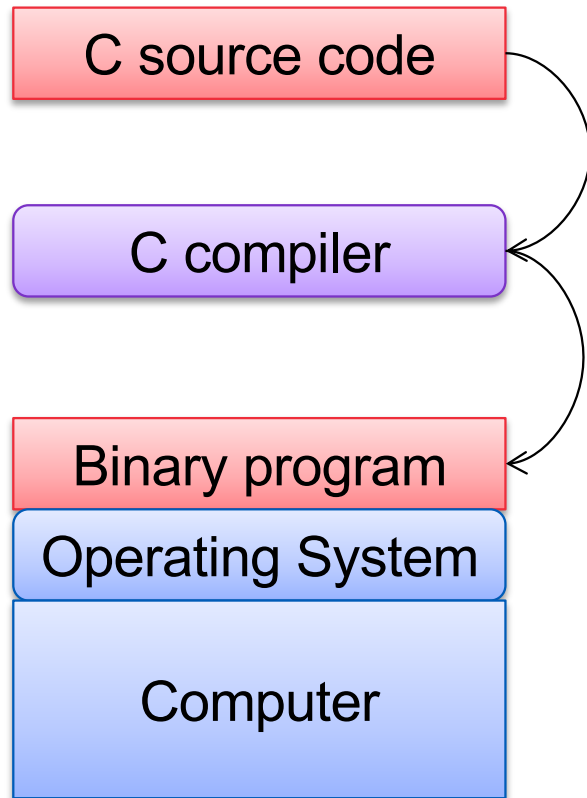 C source code
C compiler
Binary program
Operating System
Computer